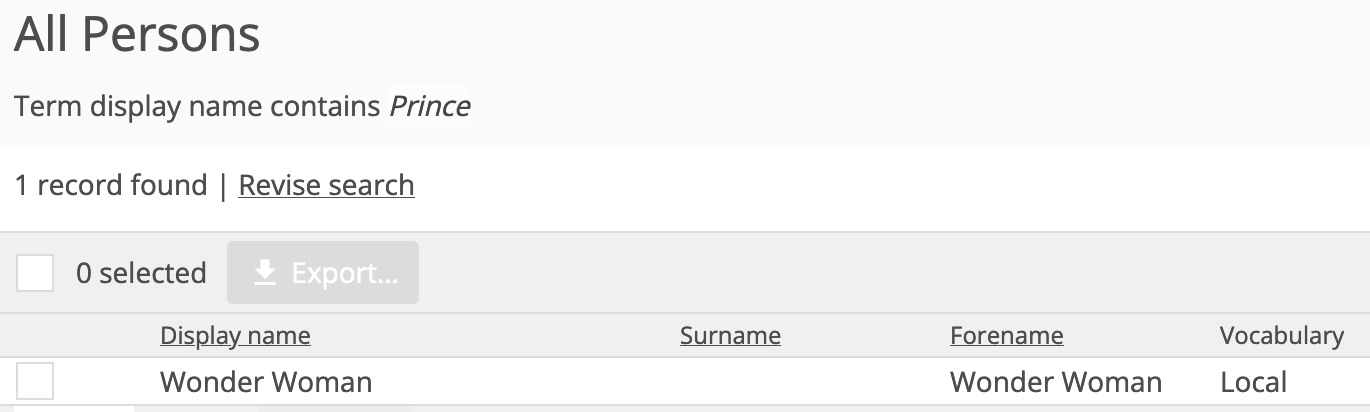 All Persons
Term display name contains Prince
1 record found | Revise search
0 selected Export...
Display name Surname Forename Vocabulary
Wonder Woman Wonder Woman Local